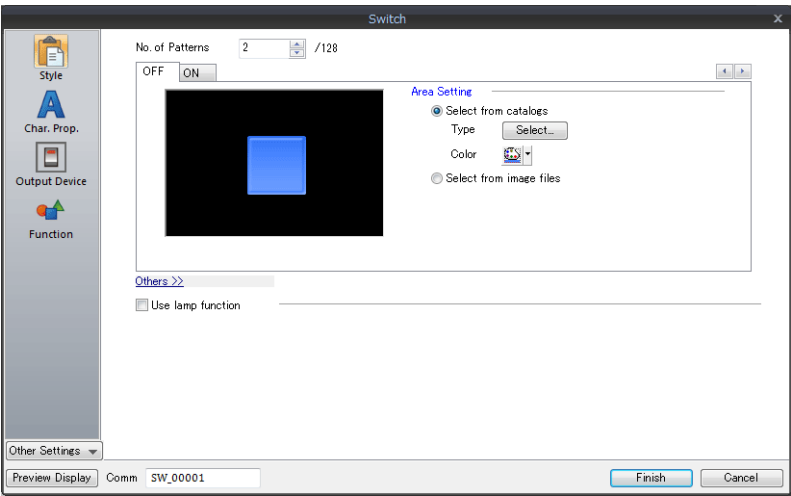 Switch
x
Style
Char. Prop.
Output Device
Function
No. of Patterns 2 /128
OFF ON
Area Setting
Select from catalogs
Type Select...
Color
Select from image files
Others >>
Use lamp function
Other Settings
Preview Display Comm SW_00001 Finish Cancel